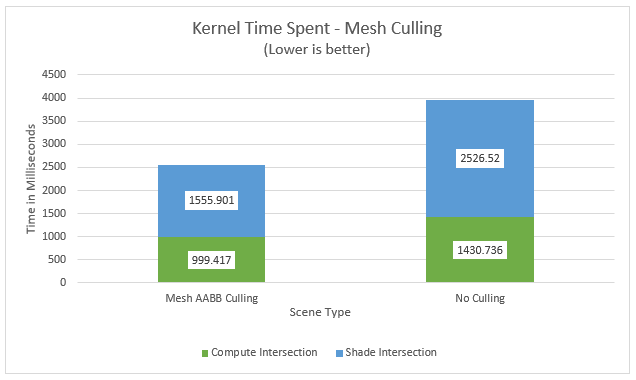 Kernel Time Spent - Mesh Culling
(Lower is better)
4500
4000
3500
3000
2500
2000
1500
1000
500
0
Time in Milliseconds
1555.901
999.417
2526.52
1430.736
Mesh AABB Culling
No Culling
Scene Type
Compute Intersection
Shade Intersection